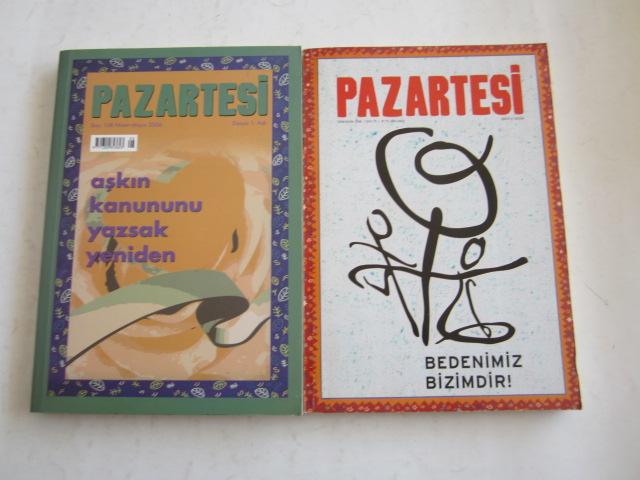 PAZARTESİ
aşkın
kanununu
yazsak
yeniden
PAZARTESİ
BEDENİMİZ
BİZİMDİR!